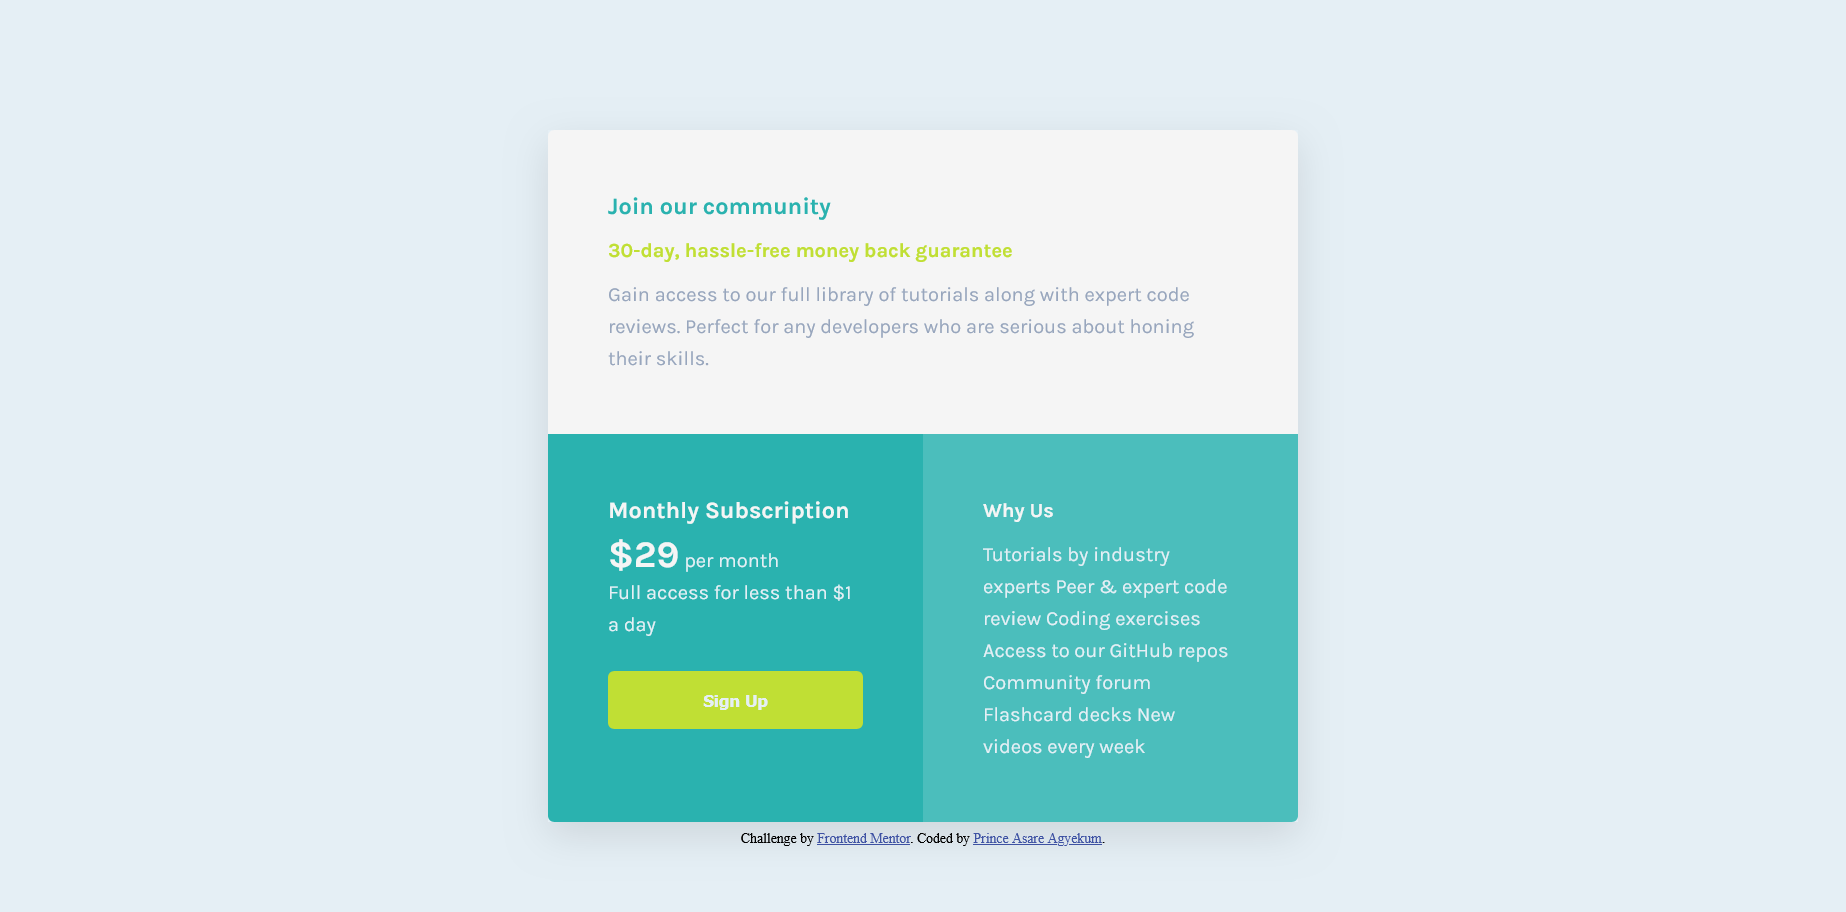 Join our community
30-day, hassle-free money back guarantee
Gain access to our full library of tutorials along with expert code
reviews. Perfect for any developers who are serious about honing
their skills.
Monthly Subscription
$29 per month
Full access for less than $1
a day
Sign Up
Why Us
Tutorials by industry
experts Peer & expert code
review Coding exercises
Access to our GitHub repos
Community forum
Flashcard decks New
videos every week
Challenge by Frontend Mentor. Coded by Prince Asare Agyekum.